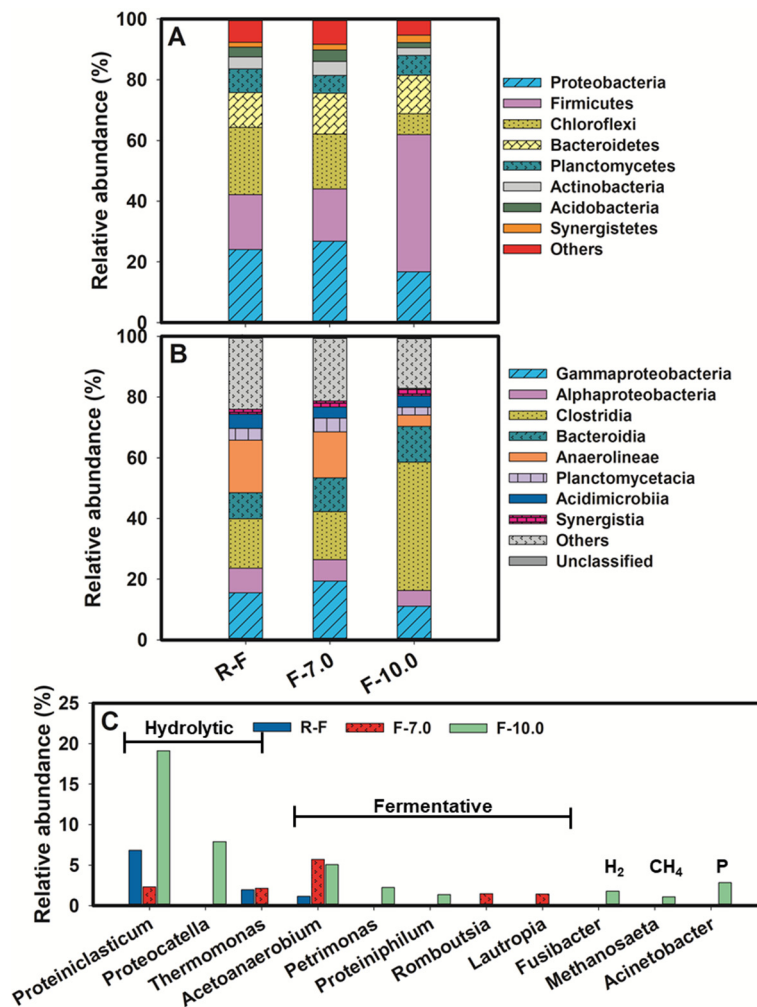 A
Relative abundance (%)
100
80
60
40
20
0
Proteobacteria
Firmicutes
Chloroflexi
Bacteroidetes
Planctomycetes
Actinobacteria
Acidobacteria
Synergistetes
Others
B
Relative abundance (%)
100
80
60
40
20
0
R-F
F-7.0
F-10.0
Gammaproteobacteria
Alphaproteobacteria
Clostridia
Bacteroidia
Anaerolineae
Planctomycetacia
Acidimicrobiia
Synergistia
Others
Unclassified
C
Relative abundance (%)
25
20
15
10
5
0
Hydrolytic
R-F
F-7.0
F-10.0
Fermentative
H2
CH4
P
Proteiniclasticum
Proteocatella
Thermomonas
Acetoanaerobium
Petrimonas
Proteiniphilum
Romboutsia
Lautropia
Fusibacter
Methanosaeta
Acinetobacter